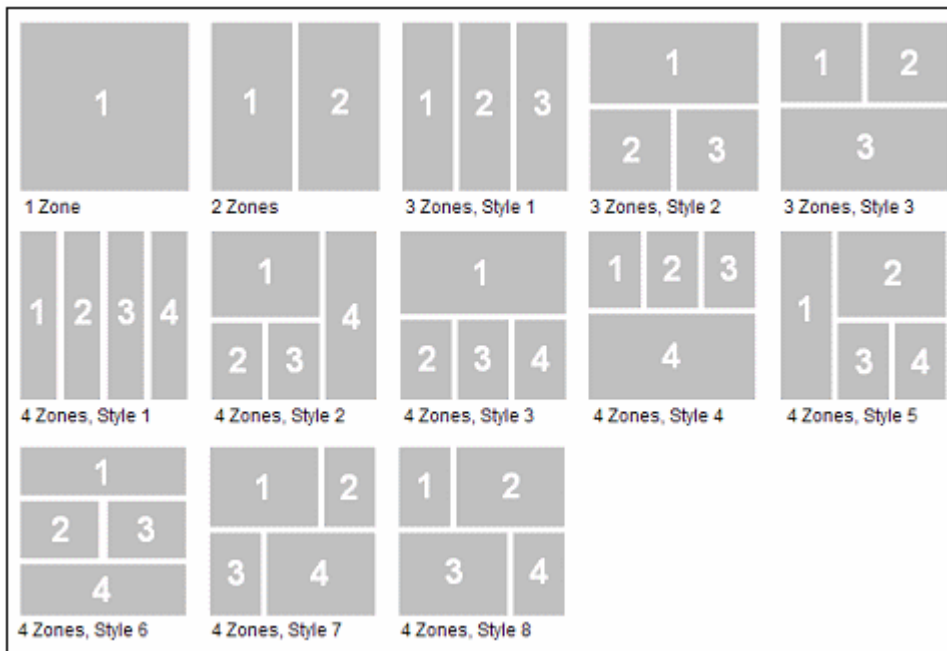 1
1 2
1 2 3
1
2 3
1 2
3
1 Zone
2 Zones
3 Zones, Style 1
3 Zones, Style 2
3 Zones, Style 3
1 2 3 4
1
2 3
4
1
2 3 4
1 2 3
4
1
2
3 4
4 Zones, Style 1
4 Zones, Style 2
4 Zones, Style 3
4 Zones, Style 4
4 Zones, Style 5
1
2 3
4
1 2
3 4
1 2
3 4
4 Zones, Style 6
4 Zones, Style 7
4 Zones, Style 8